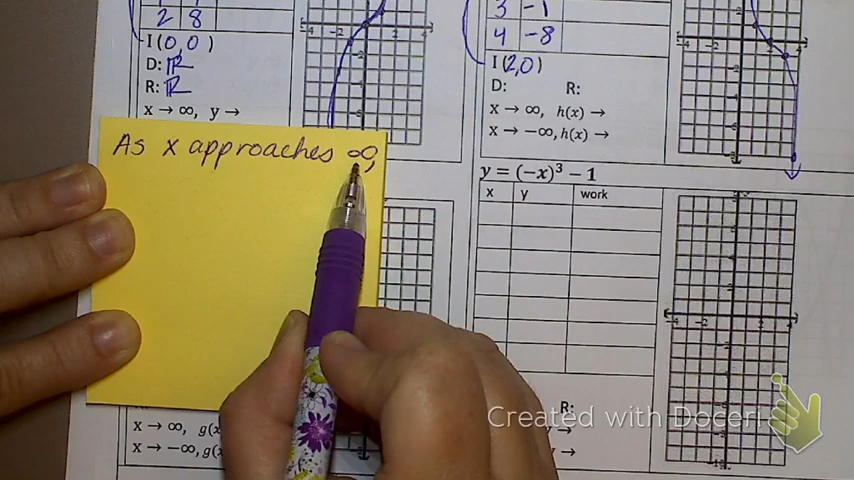 2 8
I (0,0)
D: ℝ
R: ℝ
x → ∞, y →
As x approaches ∞,
x → ∞, g(x
x → −∞, g(x
3 -1
4 -8
I (2,0)
D: R:
x → ∞, h(x) →
x → −∞, h(x) →
y = (−x)³ − 1
x y work
R:
Created with Doceri